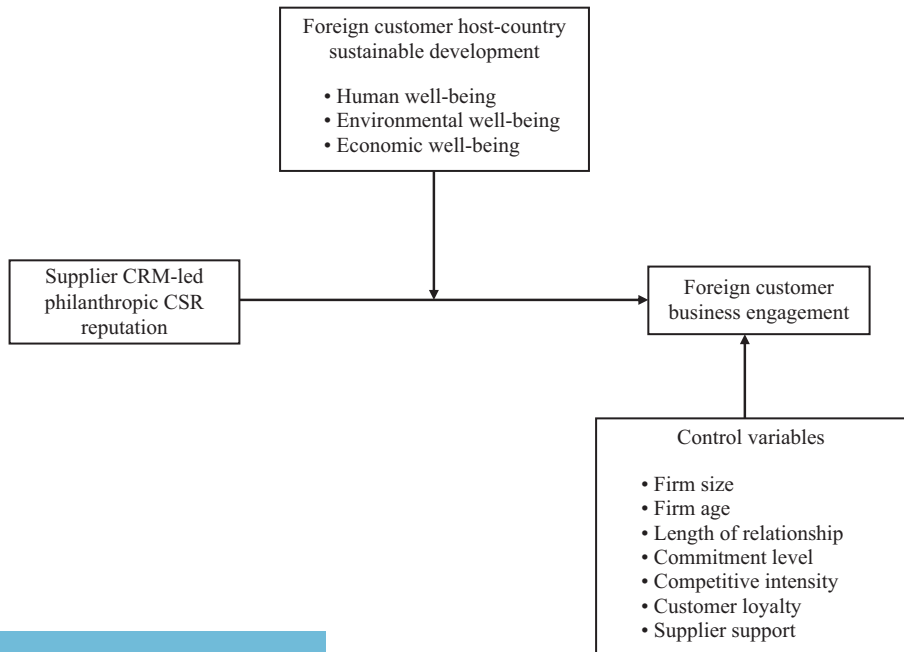 Foreign customer host-country
sustainable development
• Human well-being
• Environmental well-being
• Economic well-being
Supplier CRM-led
philanthropic CSR
reputation
Foreign customer
business engagement
Control variables
• Firm size
• Firm age
• Length of relationship
• Commitment level
• Competitive intensity
• Customer loyalty
• Supplier support